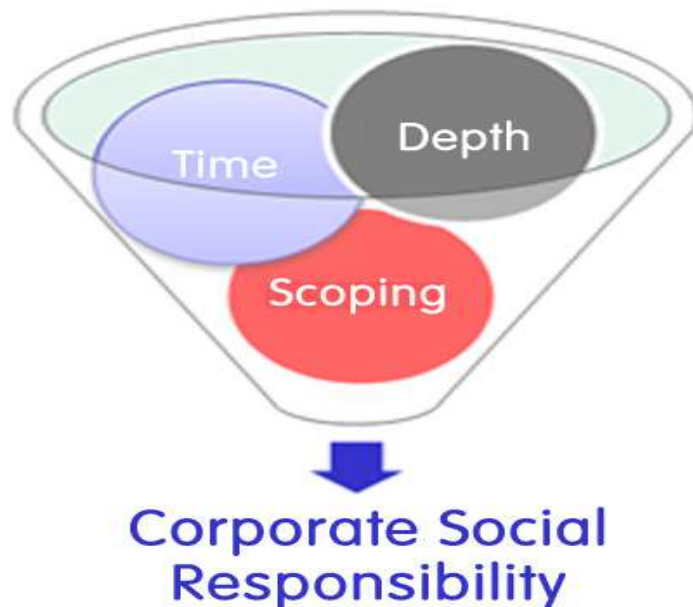 Time
Depth
Scoping
Corporate Social
Responsibility